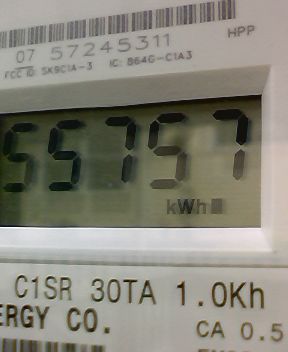 07 57245311
HPP
FCC ID: SK9C1A-3 IC: 864G-C1A3
55757
kWh
C1SR 30TA 1.0Kh
ERGY CO.
CA 0.5